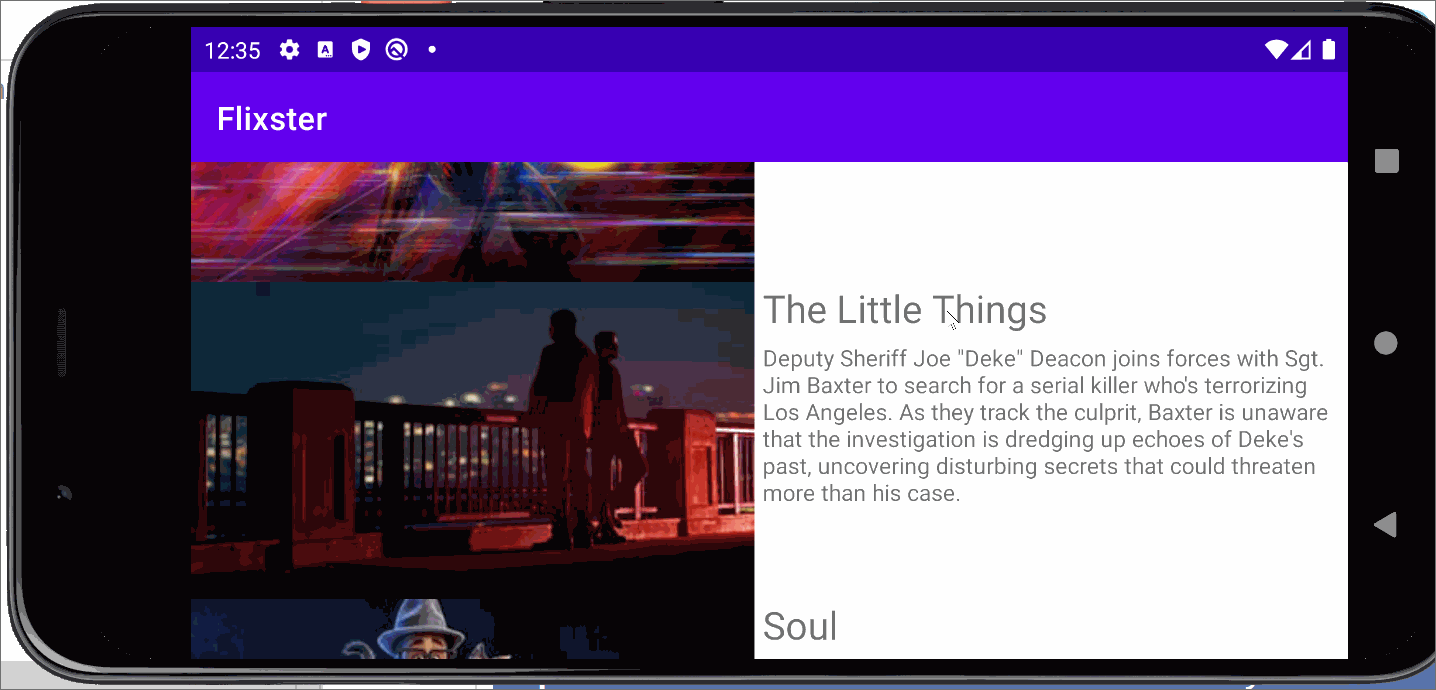 12:35
Flixster
The Little Things
Deputy Sheriff Joe "Deke" Deacon joins forces with Sgt.
Jim Baxter to search for a serial killer who's terrorizing
Los Angeles. As they track the culprit, Baxter is unaware
that the investigation is dredging up echoes of Deke's
past, uncovering disturbing secrets that could threaten
more than his case.
Soul